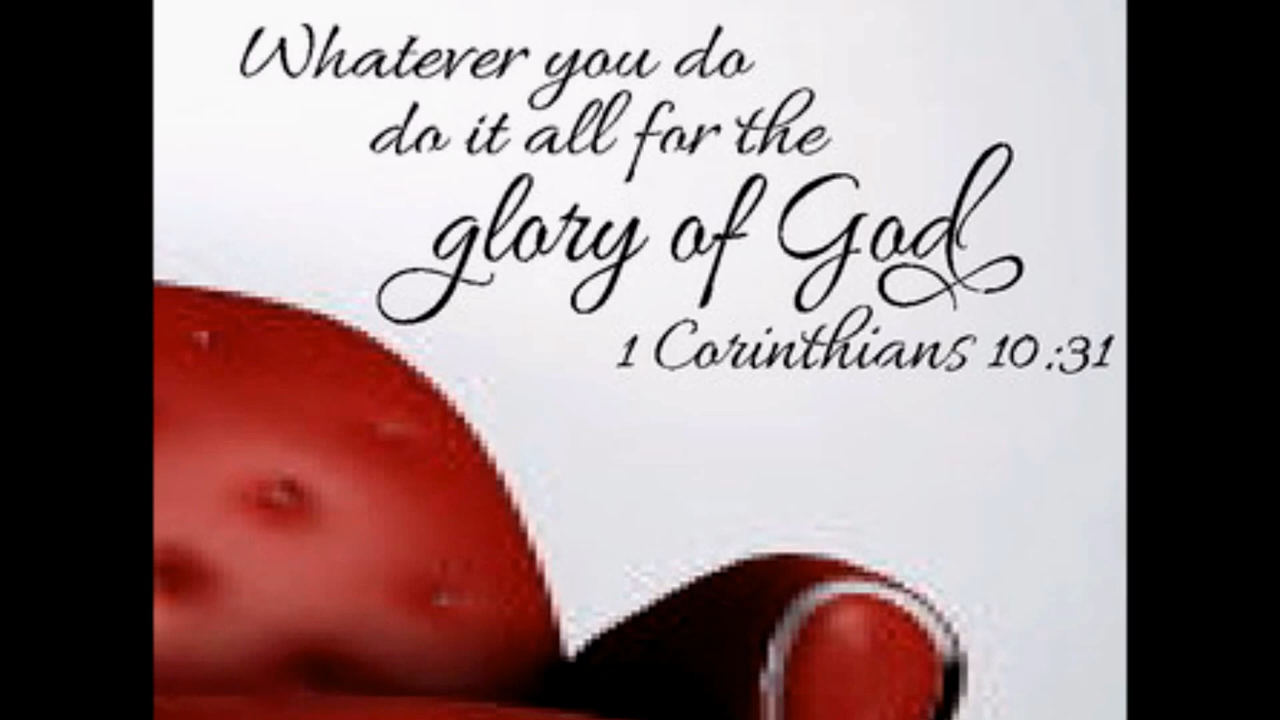 Whatever you do
do it all for the
glory of God
1 Corinthians 10:31